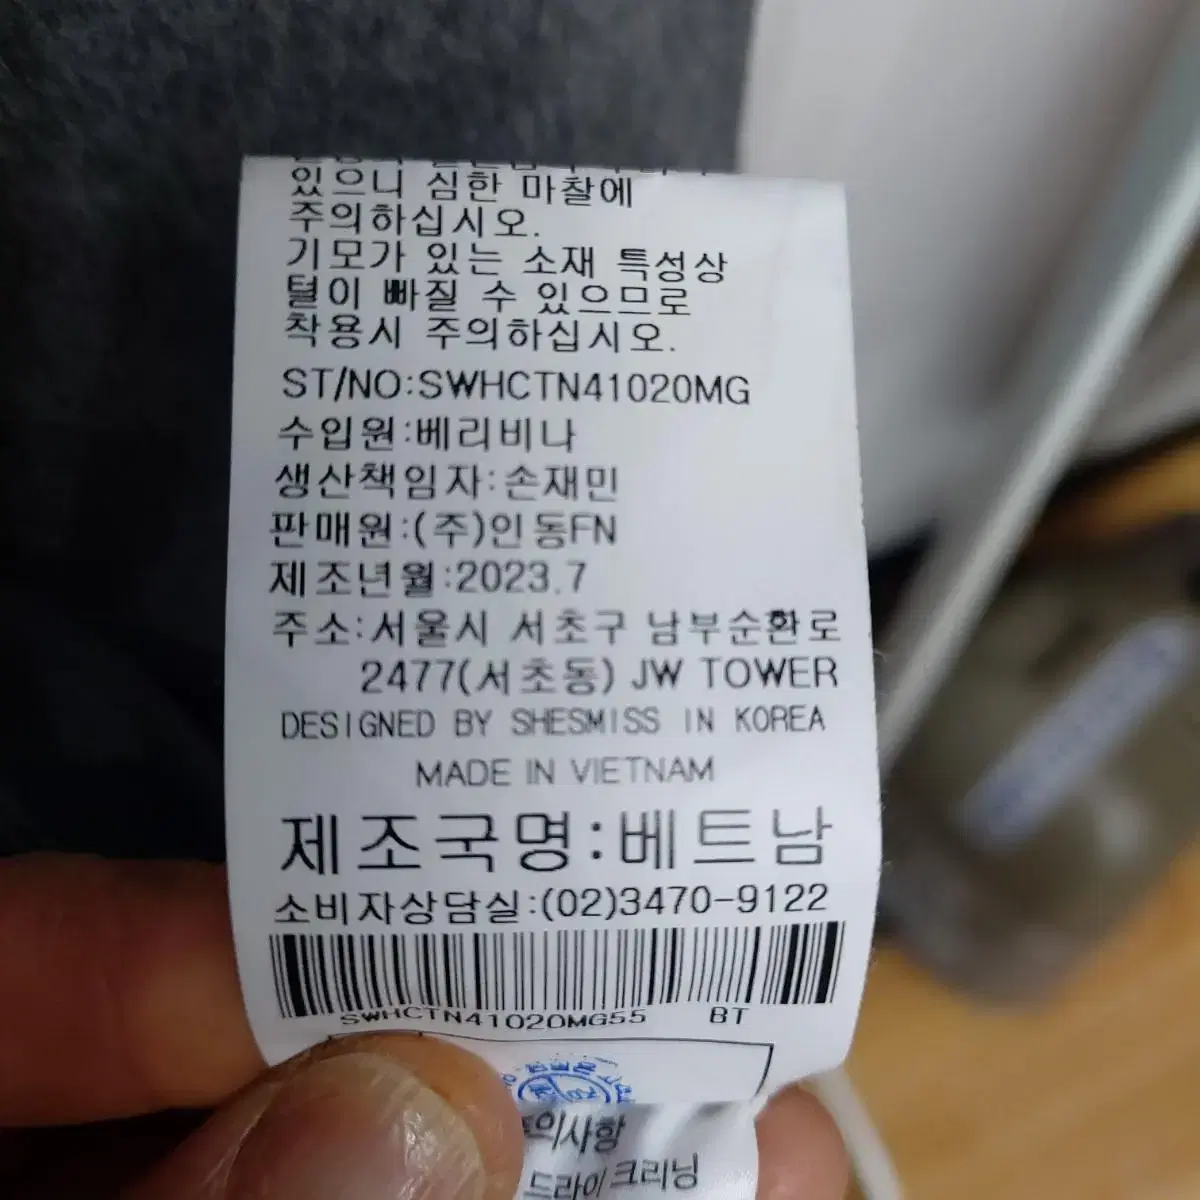 있으니 심한 마찰에
주의하십시오.
기모가 있는 소재 특성상
털이 빠질 수 있으므로
착용시 주의하십시오.
ST/NO:SWHCTN41020MG
수입원:베리비나
생산책임자:손재민
판매원:(주)인동FN
제조년월:2023.7
주소:서울시 서초구 남부순환로
2477(서초동) JW TOWER
DESIGNED BY SHESMISS IN KOREA
MADE IN VIETNAM
제조국명:베트남
소비자상담실:(02)3470-9122
SWHCTN41020MG55 BT
드라이크리닝